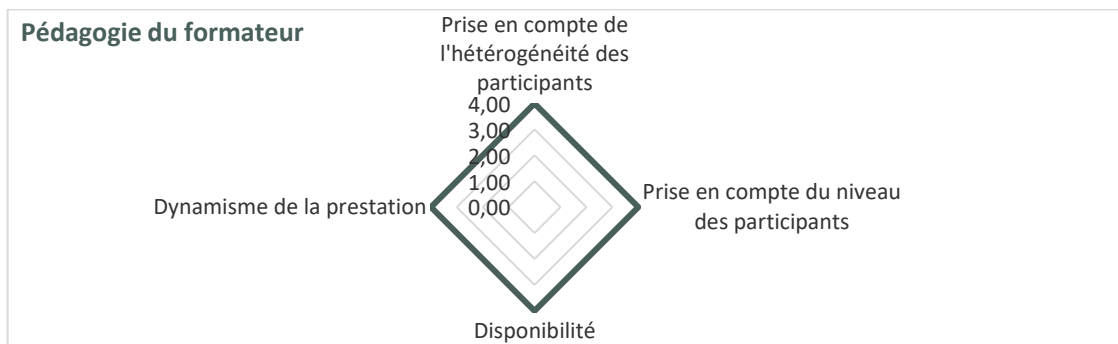 Pédagogie du formateur
Prise en compte de
l'hétérogénéité des
participants
4,00
3,00
2,00
1,00
0,00
Dynamisme de la prestation
Prise en compte du niveau
des participants
Disponibilité